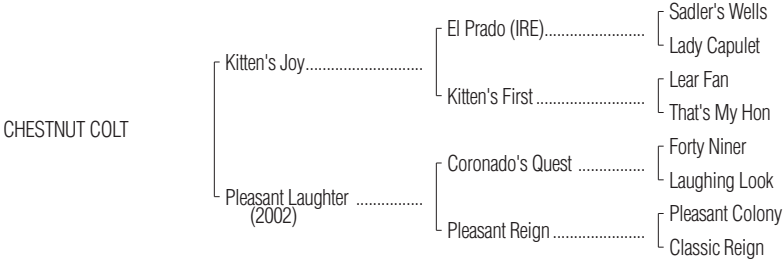 Sadler's Wells
El Prado (IRE)........................
Lady Capulet
Kitten's Joy............................
Lear Fan
Kitten's First ..........................
That's My Hon
CHESTNUT COLT
Forty Niner
Coronado's Quest ................
Laughing Look
Pleasant Laughter ................
(2002)
Pleasant Colony
Pleasant Reign ......................
Classic Reign